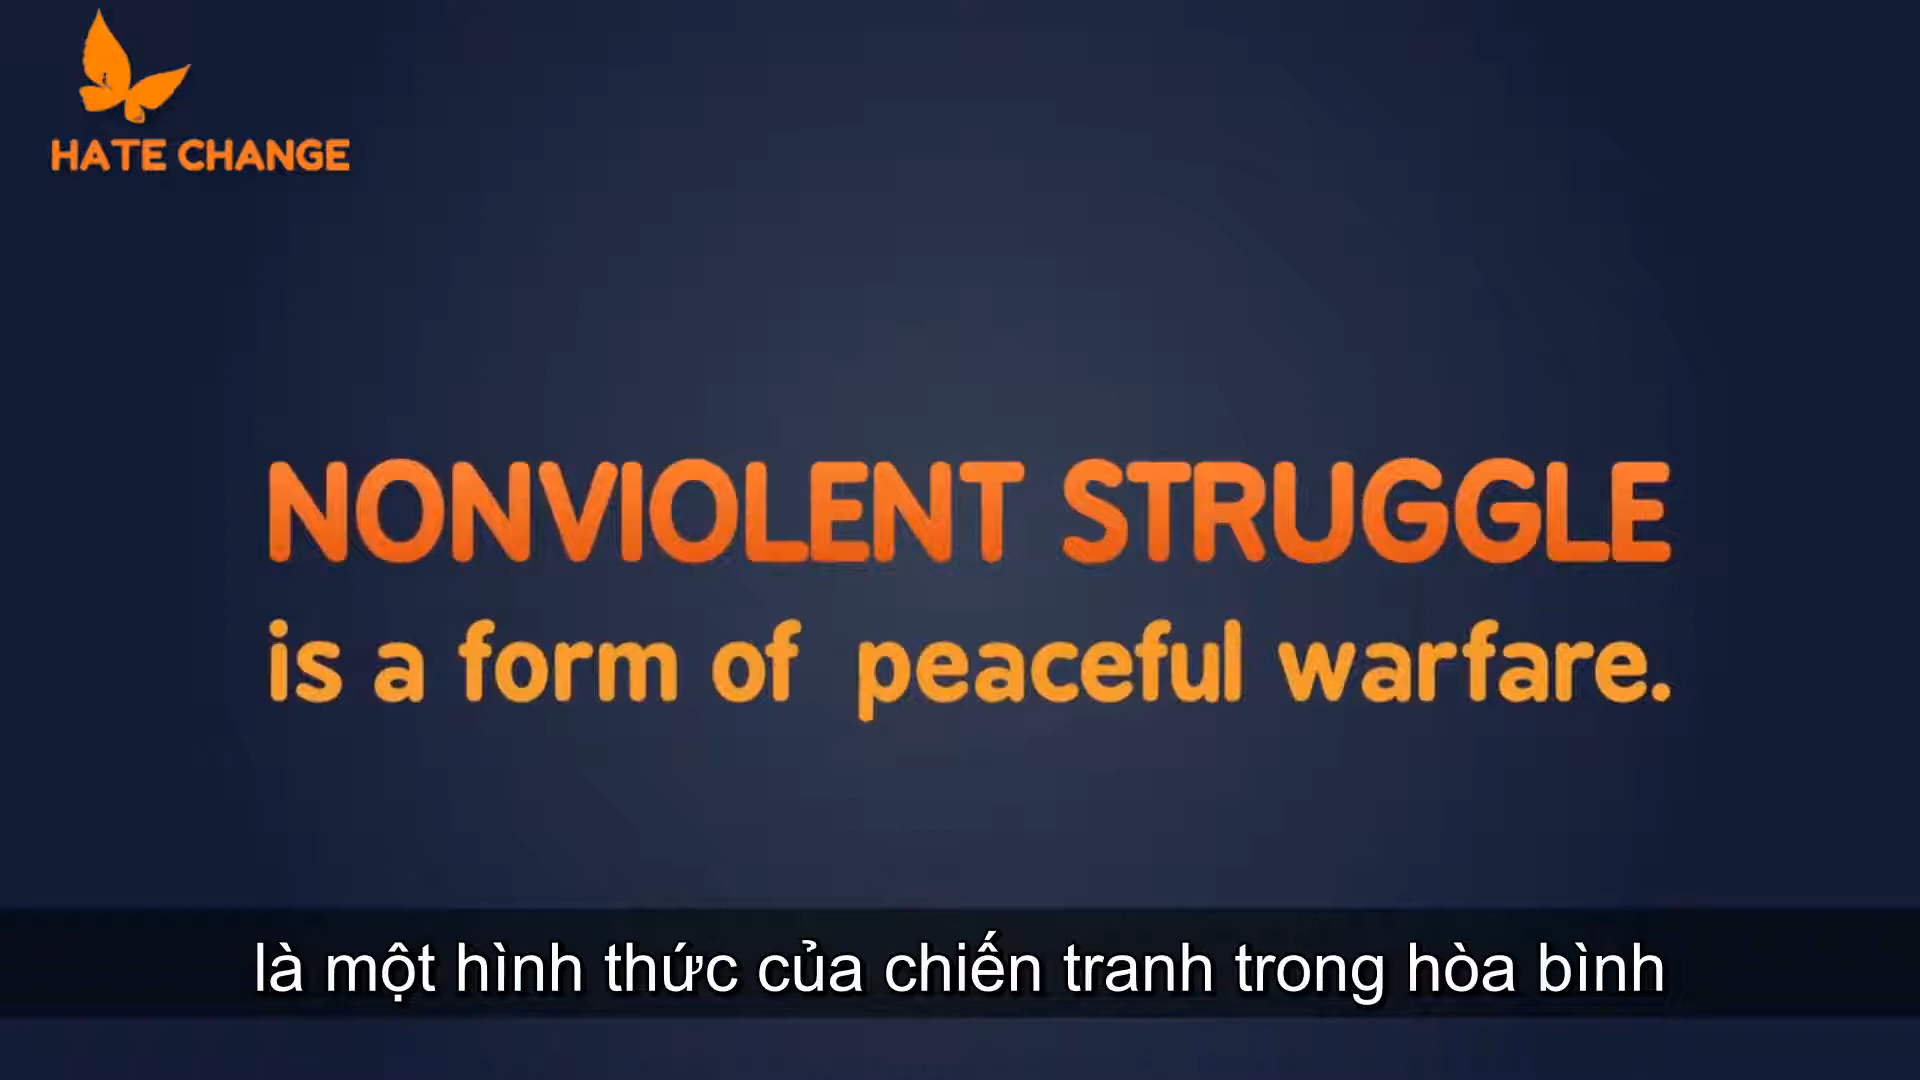 HATE CHANGE
NONVIOLENT STRUGGLE
is a form of peaceful warfare.
là một hình thức của chiến tranh trong hòa bình